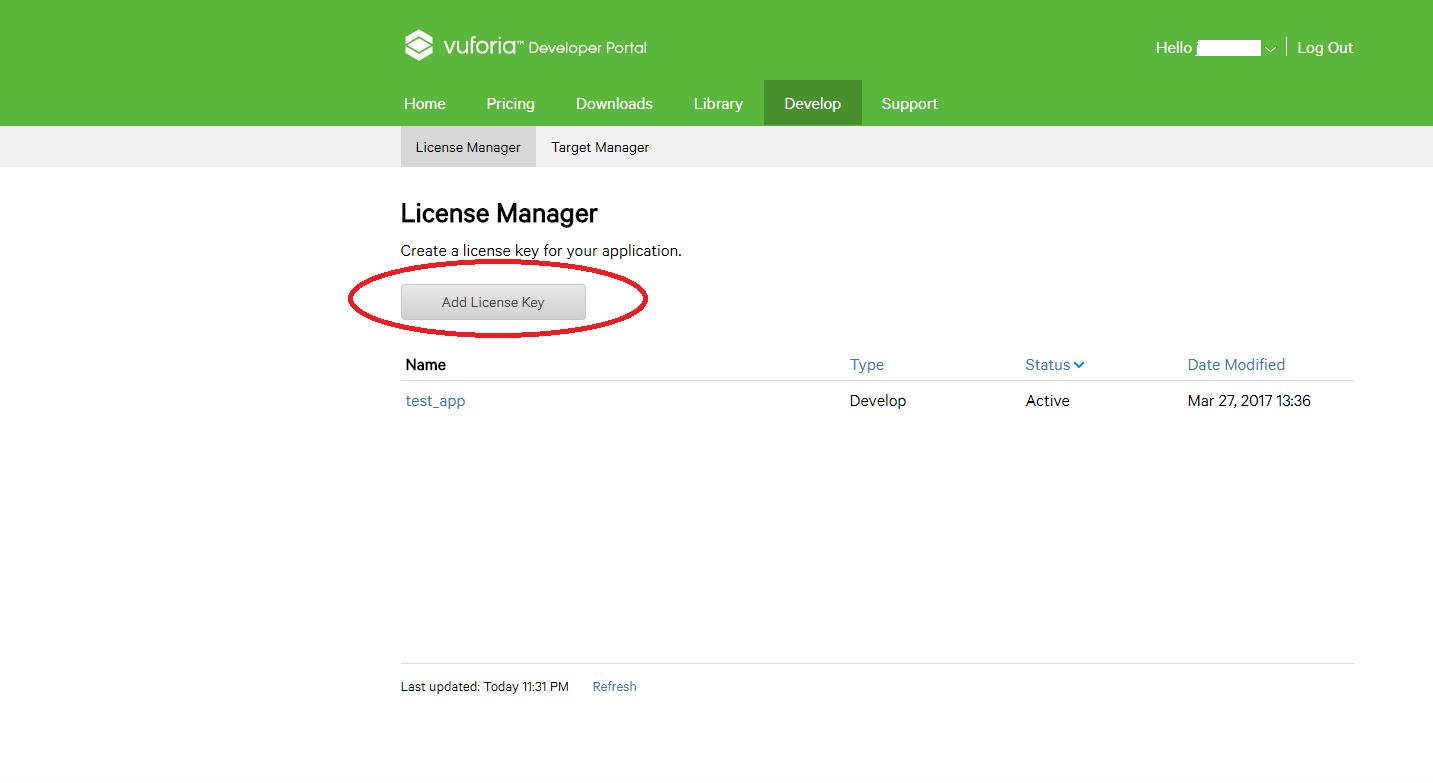 vuforia™ Developer Portal
Hello Log Out
Home Pricing Downloads Library Develop Support
License Manager Target Manager
License Manager
Create a license key for your application.
Add License Key
Name Type Status Date Modified
test_app Develop Active Mar 27, 2017 13:36
Last updated: Today 11:31 PM Refresh